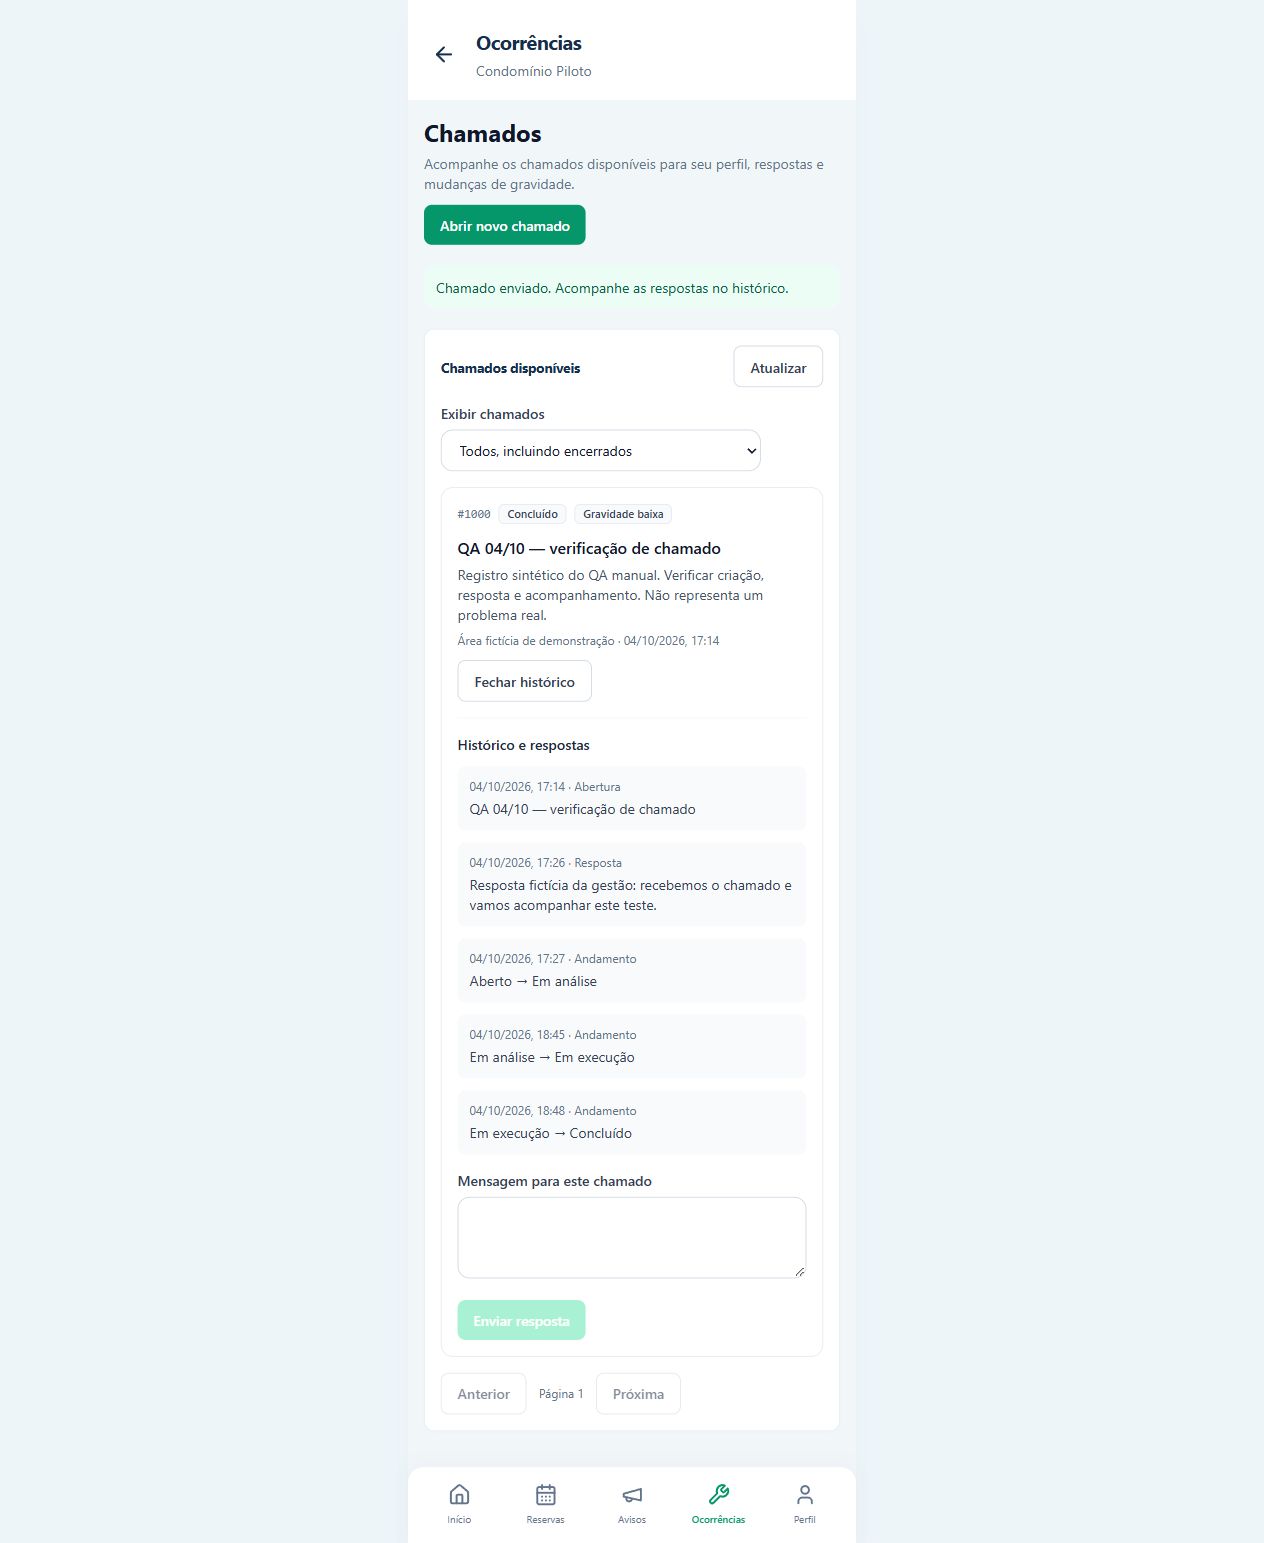 Ocorrências
Condomínio Piloto
Chamados
Acompanhe os chamados disponíveis para seu perfil, respostas e
mudanças de gravidade.
Abrir novo chamado
Chamado enviado. Acompanhe as respostas no histórico.
Chamados disponíveis
Atualizar
Exibir chamados
Todos, incluindo encerrados
#1000 Concluído Gravidade baixa
QA 04/10 — verificação de chamado
Registro sintético do QA manual. Verificar criação,
resposta e acompanhamento. Não representa um
problema real.
Área fictícia de demonstração · 04/10/2026, 17:14
Fechar histórico
Histórico e respostas
04/10/2026, 17:14 · Abertura
QA 04/10 — verificação de chamado
04/10/2026, 17:26 · Resposta
Resposta fictícia da gestão: recebemos o chamado e
vamos acompanhar este teste.
04/10/2026, 17:27 · Andamento
Aberto → Em análise
04/10/2026, 18:45 · Andamento
Em análise → Em execução
04/10/2026, 18:48 · Andamento
Em execução → Concluído
Mensagem para este chamado
Enviar resposta
Anterior Página 1 Próxima
Início Reservas Avisos Ocorrências Perfil